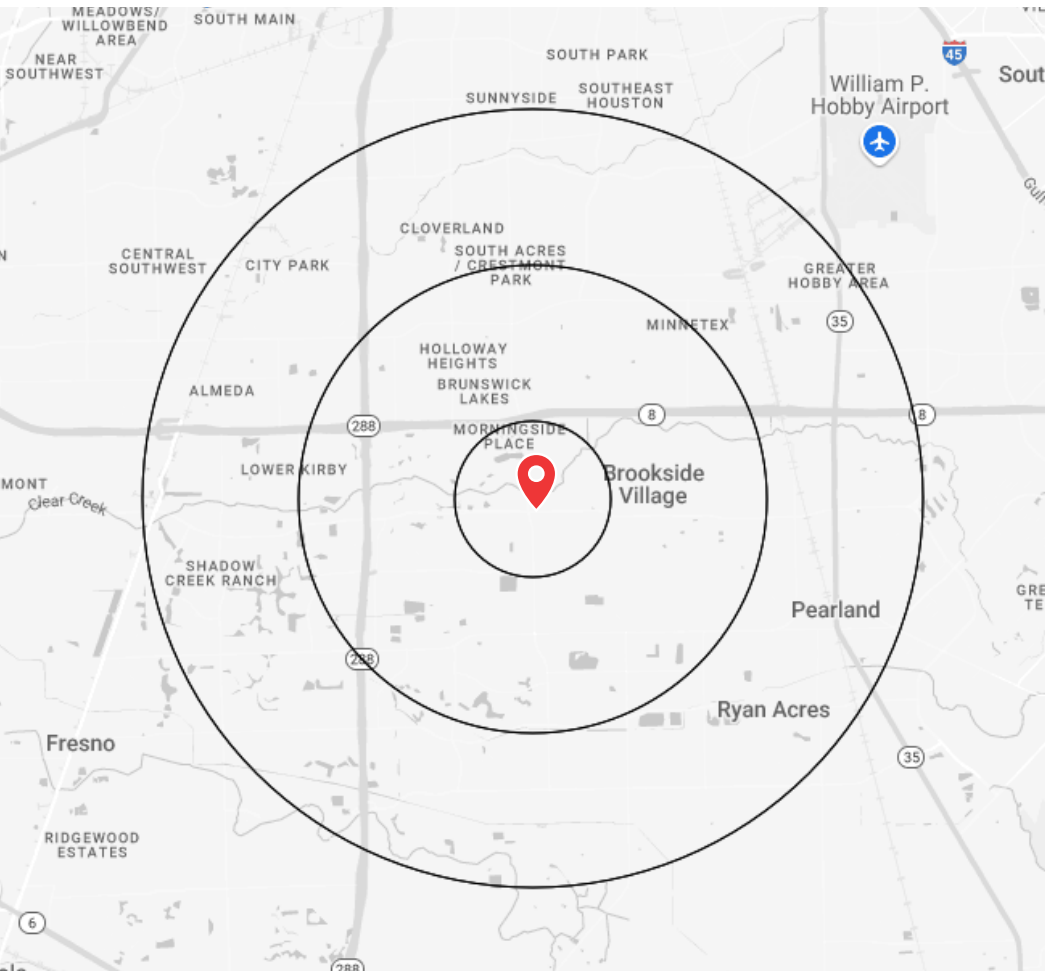 MEADOWS/
WILLOWBEND
AREA
SOUTH MAIN
NEAR
SOUTHWEST
SOUTH PARK
45
Sout
William P.
Hobby Airport
SUNNYSIDE
SOUTHEAST
HOUSTON
CLOVERLAND
SOUTH ACRES
/ CRESTMONT
PARK
CENTRAL
SOUTHWEST
CITY PARK
GREATER
HOBBY AREA
35
MINNETEX
HOLLOWAY
HEIGHTS
BRUNSWICK
LAKES
ALMEDA
8
8
288
MORNINGSIDE
PLACE
LOWER KIRBY
Brookside
Village
MONT
Clear Creek
SHADOW
CREEK RANCH
GRE
TE
Pearland
288
Ryan Acres
Fresno
35
RIDGEWOOD
ESTATES
6
288